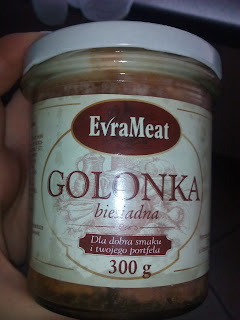 EvraMeat
GOLONKA
biesiadna
Dla dobra smaku
i twojego portfela
300 g